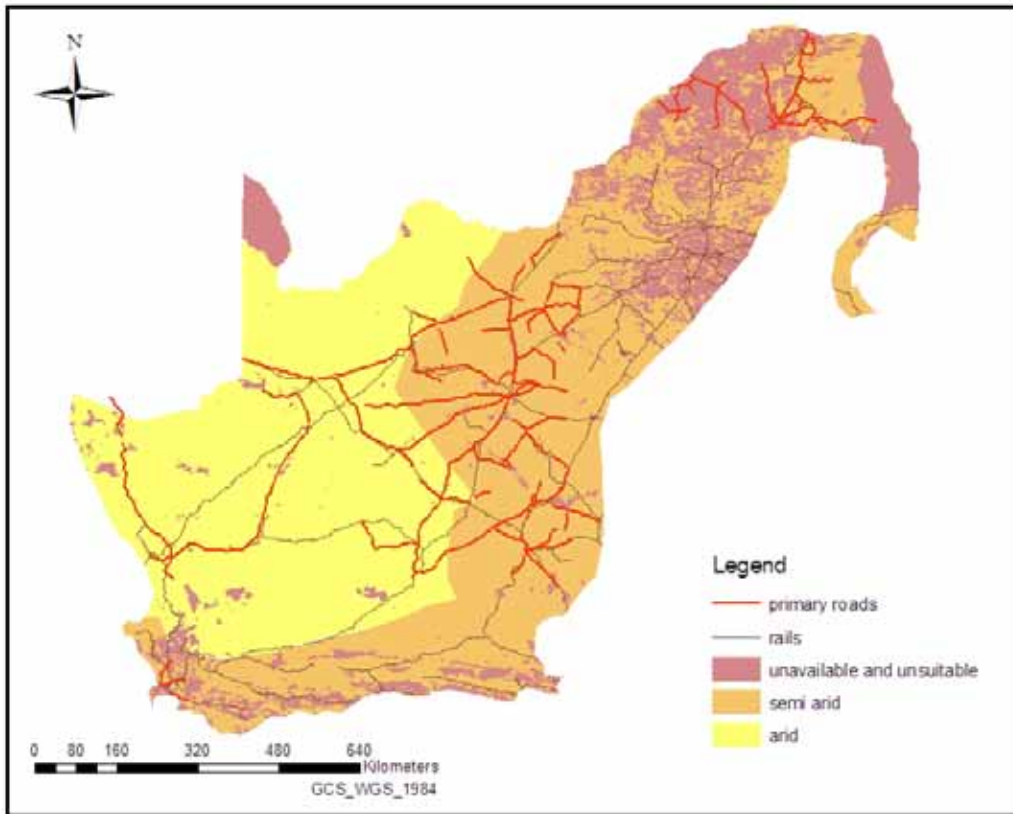 N
Legend
primary roads
rails
unavailable and unsuitable
semi arid
arid
0 80 160 320 480 640
Kilometers
GCS_WGS_1984